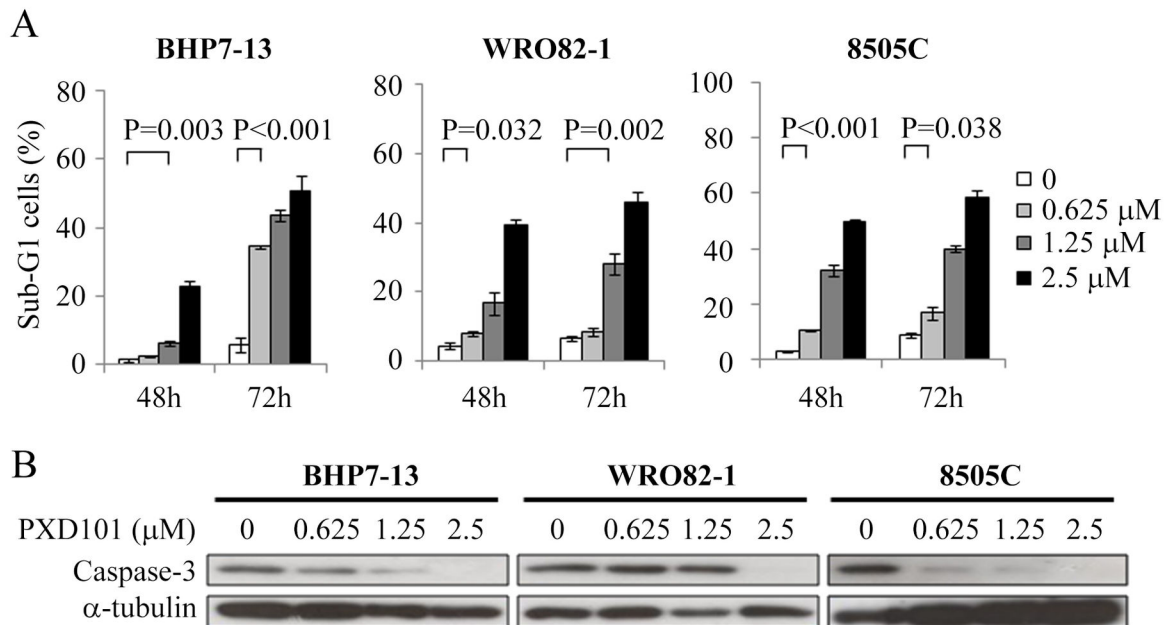 A
BHP7-13
WRO82-1
8505C
Sub-G1 cells (%)
80
60
40
20
0
P=0.003
P<0.001
48h
72h
80
60
40
20
0
P=0.032
P=0.002
48h
72h
100
80
60
40
20
0
P<0.001
P=0.038
48h
72h
0
0.625 μM
1.25 μM
2.5 μM
B
BHP7-13 WRO82-1 8505C
PXD101 (μM) 0 0.625 1.25 2.5 0 0.625 1.25 2.5 0 0.625 1.25 2.5
Caspase-3
α-tubulin